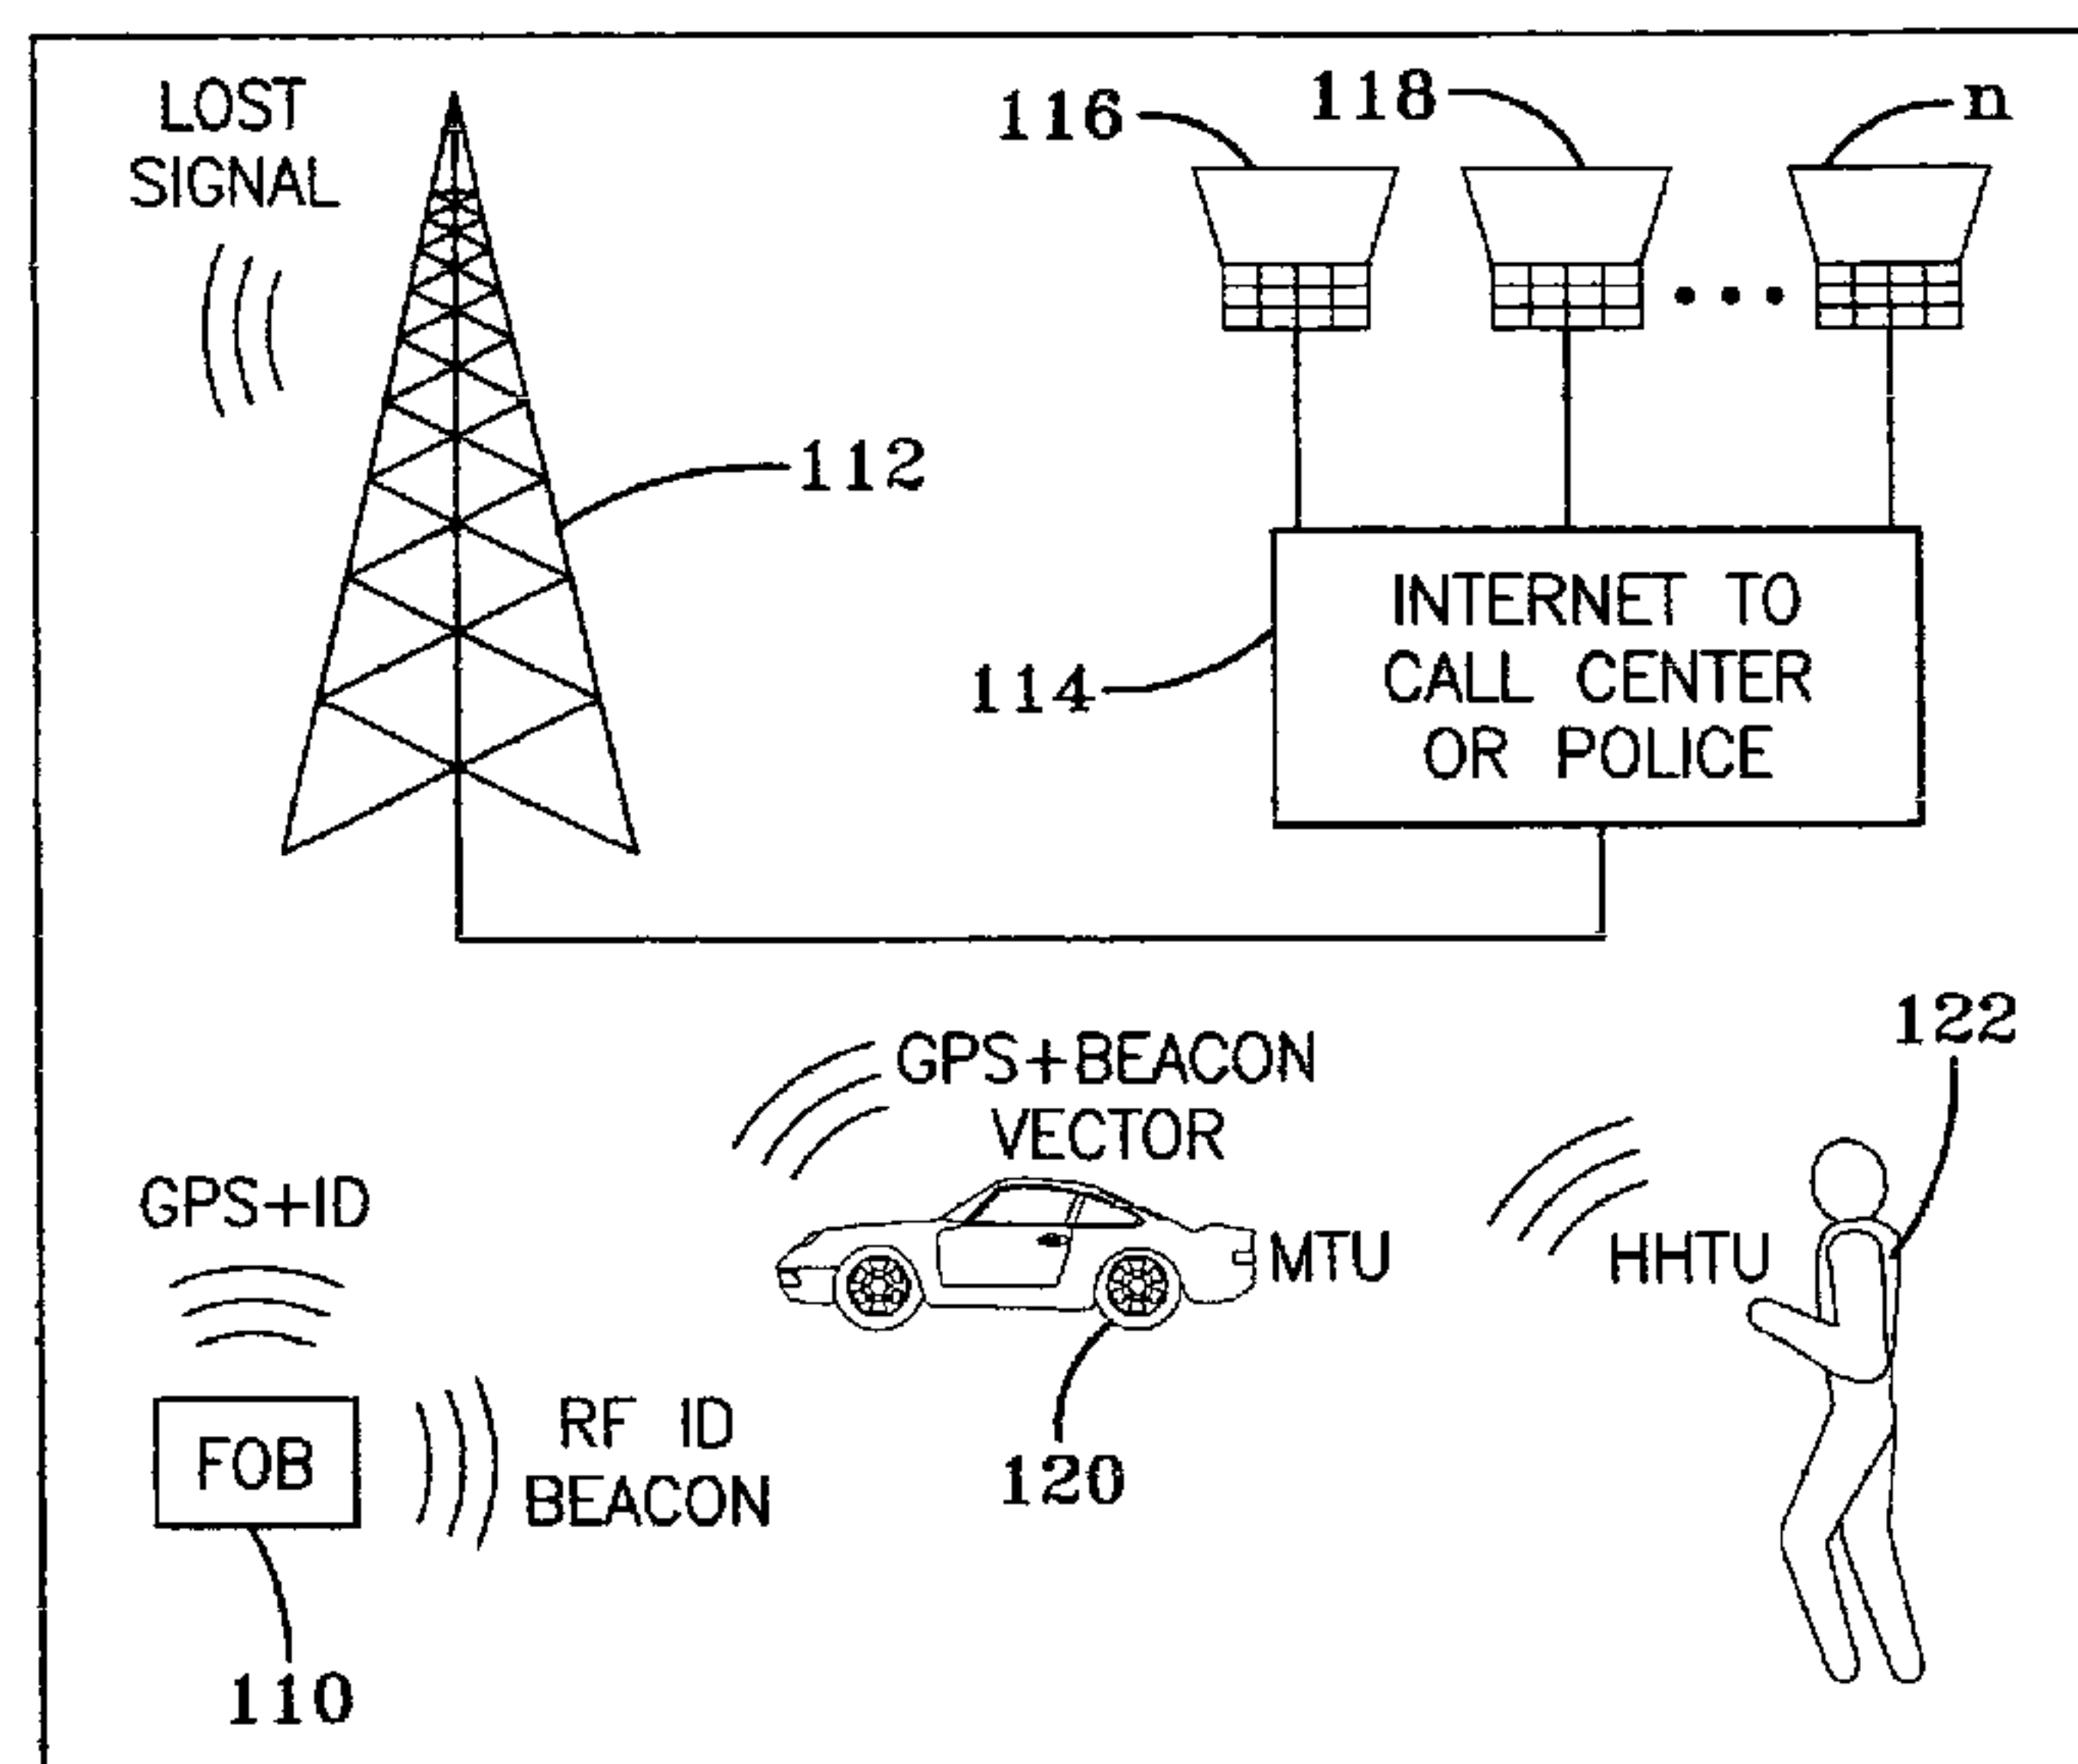 LOST
SIGNAL
116
118
n
112
INTERNET TO
CALL CENTER
OR POLICE
114
122
GPS+BEACON
VECTOR
GPS+ID
MTU
HHTU
FOB
RF ID
BEACON
120
110